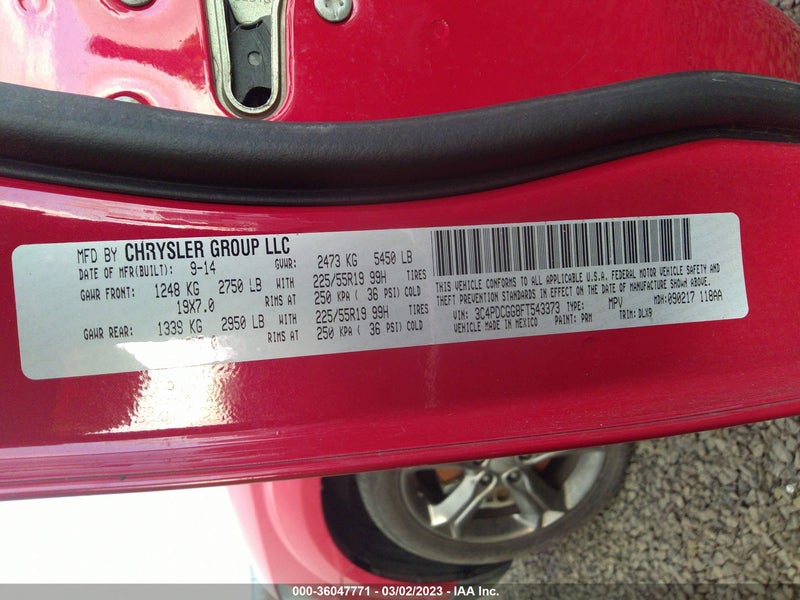 MFD BY CHRYSLER GROUP LLC
DATE OF MFR(BUILT): 9-14 GVWR: 2473 KG 5450 LB
GAWR FRONT: 1248 KG 2750 LB WITH 225/55R19 99H TIRES
19X7.0 RIMS AT 250 KPA ( 36 PSI) COLD
GAWR REAR: 1339 KG 2950 LB WITH 225/55R19 99H TIRES
RIMS AT 250 KPA ( 36 PSI) COLD
THIS VEHICLE CONFORMS TO ALL APPLICABLE U.S.A. FEDERAL MOTOR VEHICLE SAFETY AND
THEFT PREVENTION STANDARDS IN EFFECT ON THE DATE OF MANUFACTURE SHOWN ABOVE.
VIN: 3C4PDCGG8FT543373 TYPE: MPV MDH: 090217 118AA
VEHICLE MADE IN MEXICO PAINT: PRM TRIM: DLX9
000-36047771 - 03/02/2023 - IAA Inc.